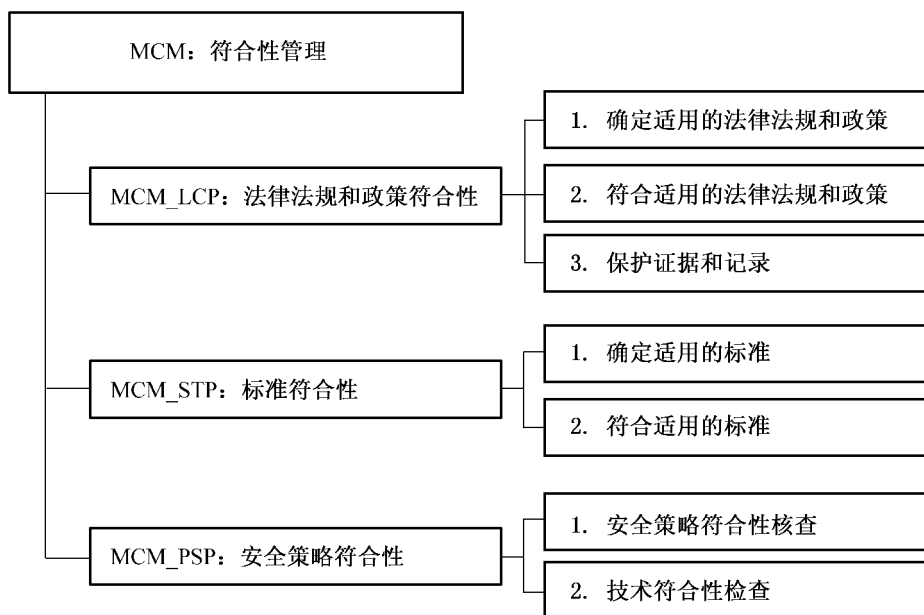 MCM：符合性管理
MCM_LCP：法律法规和政策符合性
1. 确定适用的法律法规和政策
2. 符合适用的法律法规和政策
3. 保护证据和记录
MCM_STP：标准符合性
1. 确定适用的标准
2. 符合适用的标准
MCM_PSP：安全策略符合性
1. 安全策略符合性核查
2. 技术符合性检查